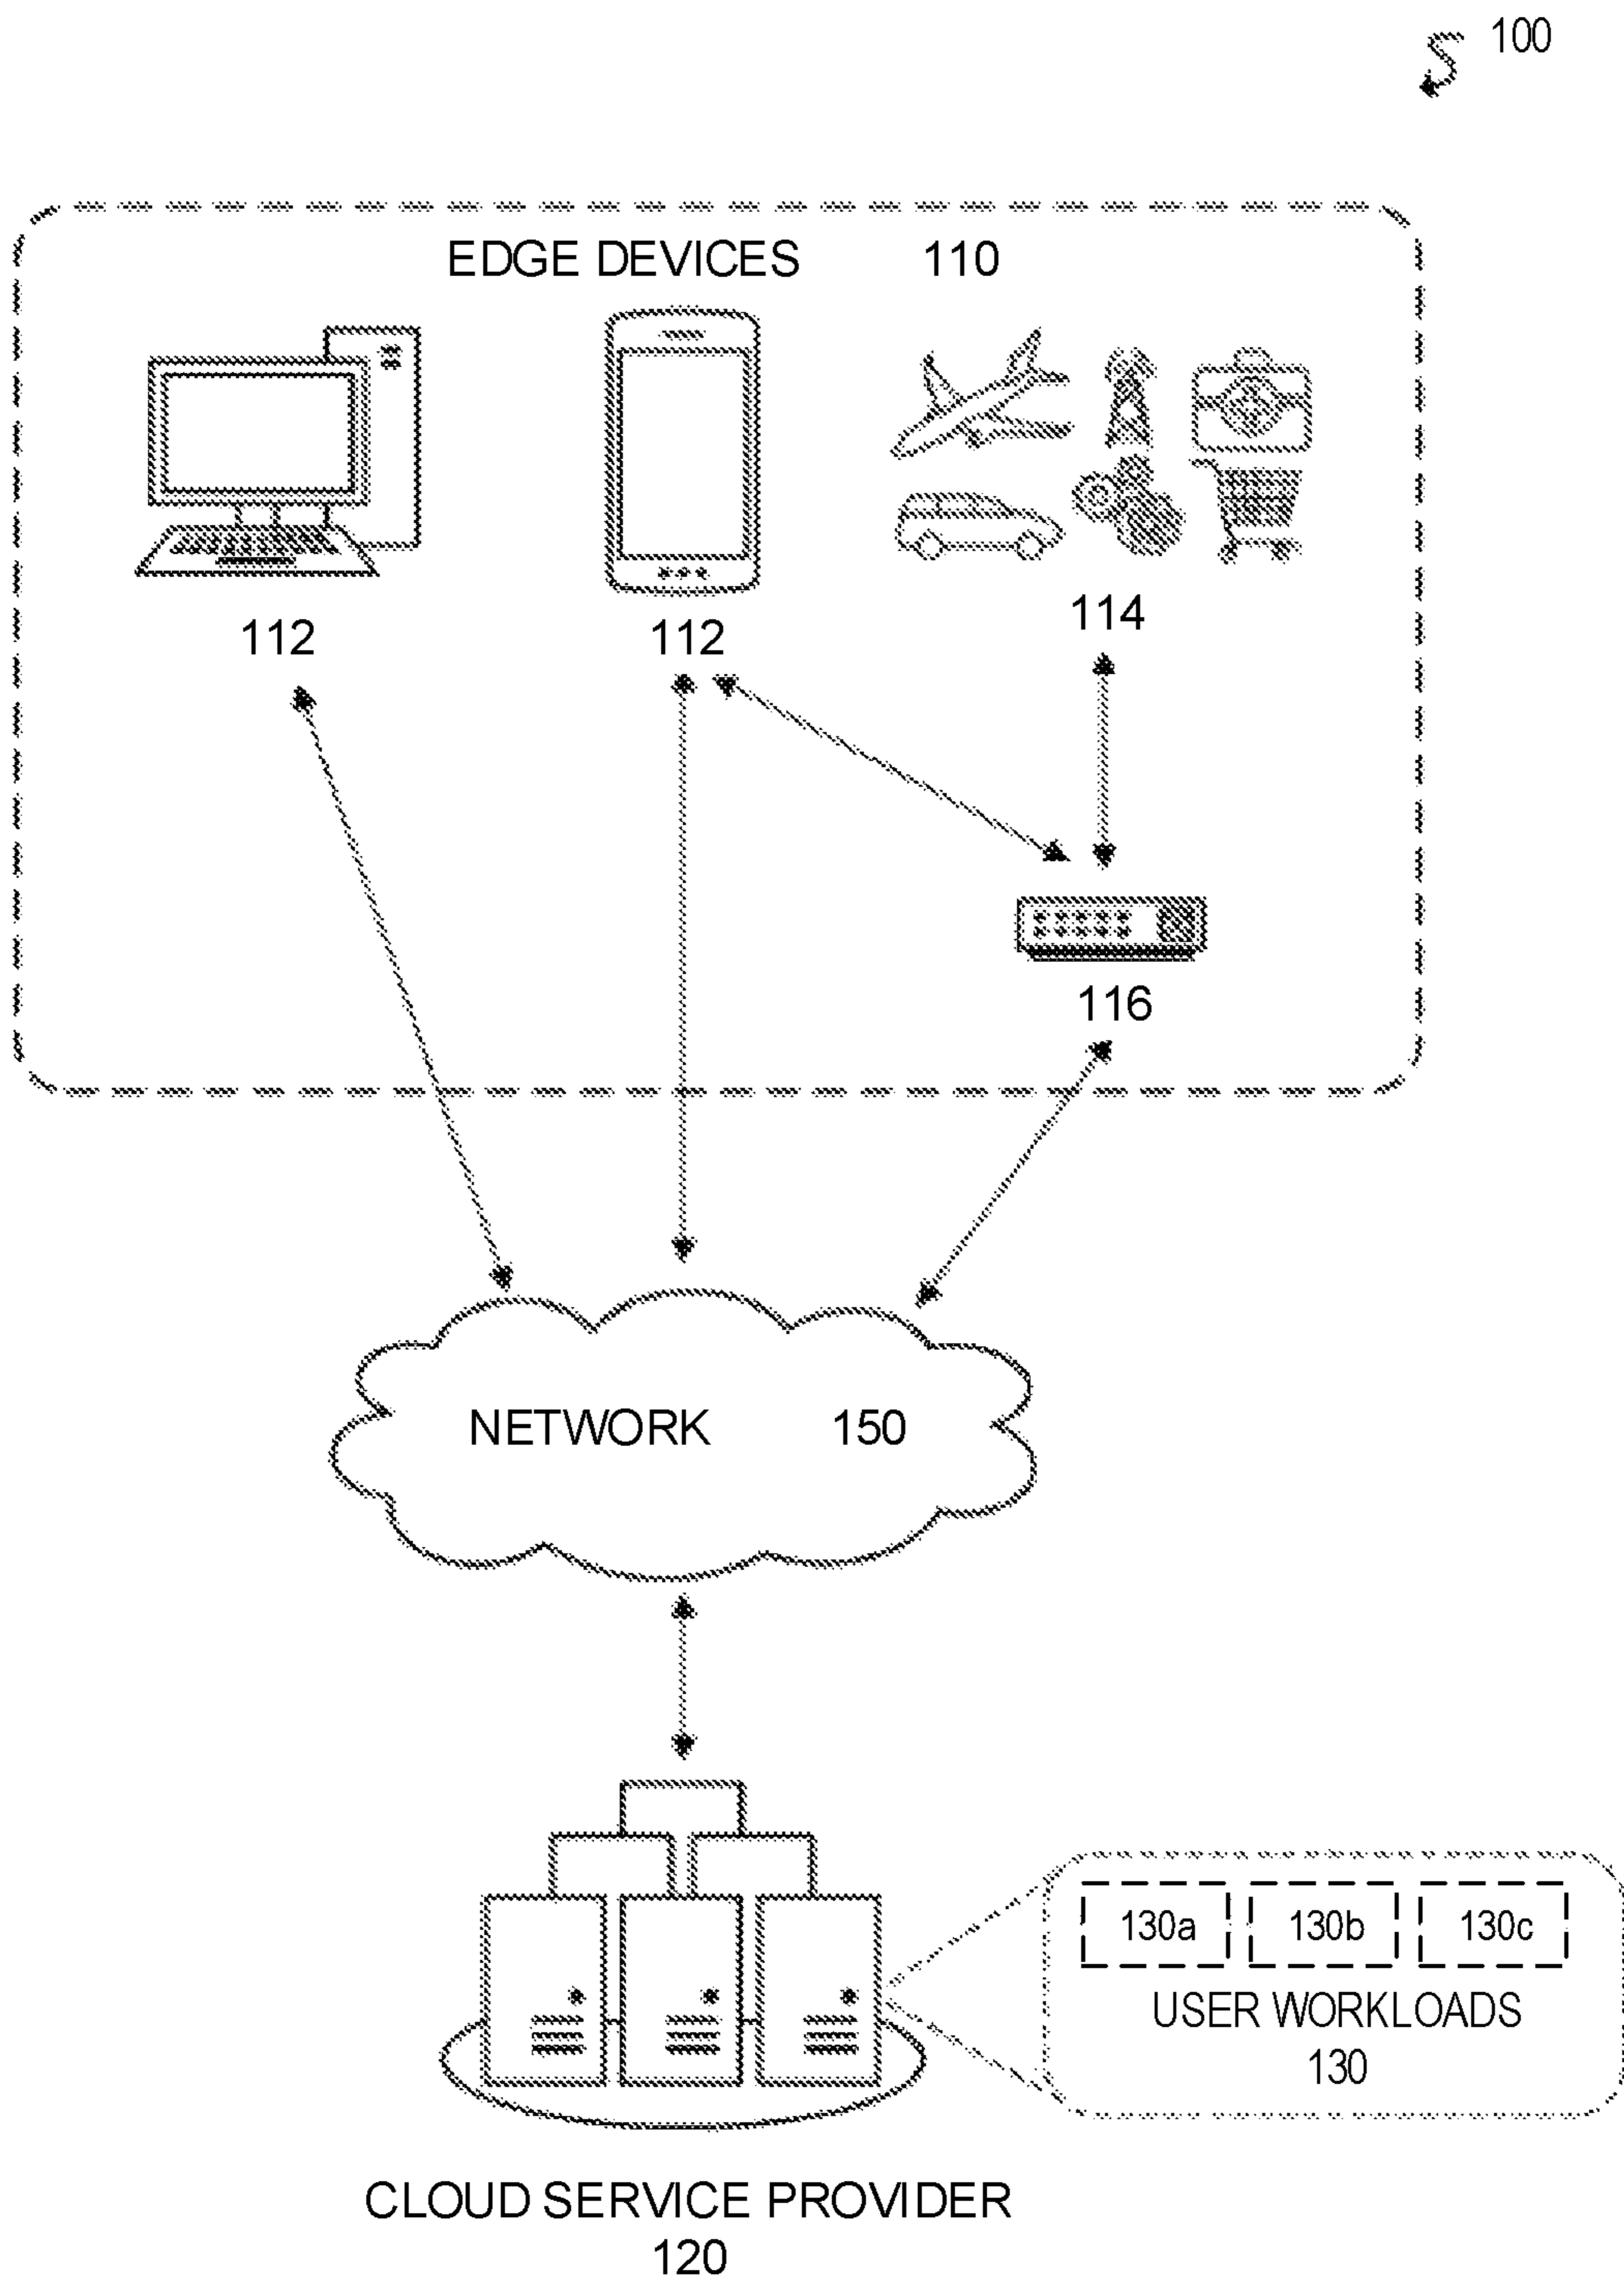 100
EDGE DEVICES 110
112
112
114
116
NETWORK 150
130a 130b 130c
USER WORKLOADS
130
CLOUD SERVICE PROVIDER
120